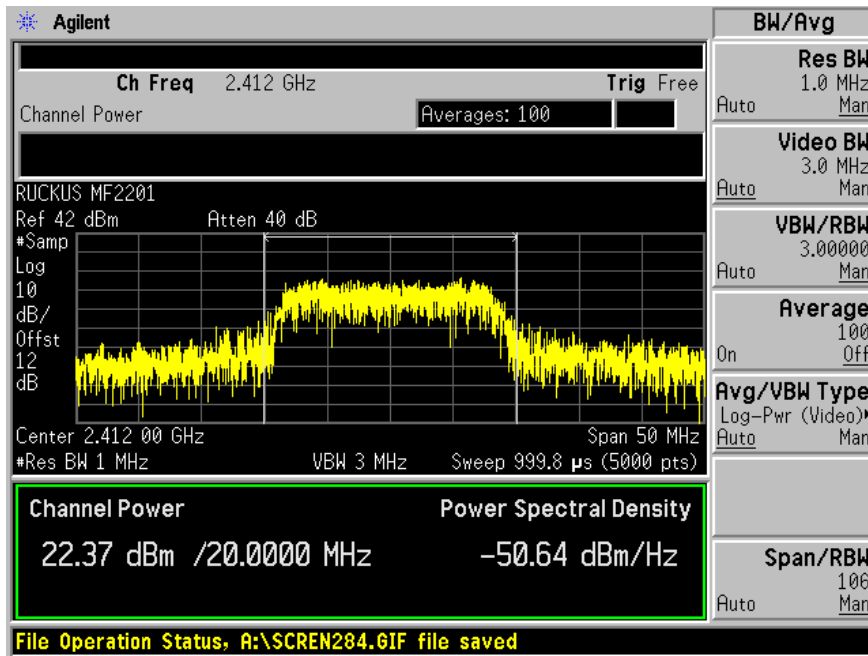 Agilent
Ch Freq 2.412 GHz Trig Free
Channel Power Averages: 100
RUCKUS MF2201
Ref 42 dBm Atten 40 dB
#Samp
Log
10
dB/
Offst
12
dB
Center 2.412 00 GHz Span 50 MHz
#Res BW 1 MHz VBW 3 MHz Sweep 999.8 µs (5000 pts)
Channel Power Power Spectral Density
22.37 dBm /20.0000 MHz -50.64 dBm/Hz
File Operation Status, A:\SCREN284.GIF file saved
BW/Avg
Res BW
1.0 MHz
Auto Man
Video BW
3.0 MHz
Auto Man
VBW/RBW
3.00000
Auto Man
Average
100
On Off
Avg/VBW Type
Log-Pwr (Video)
Auto Man
Span/RBW
106
Auto Man